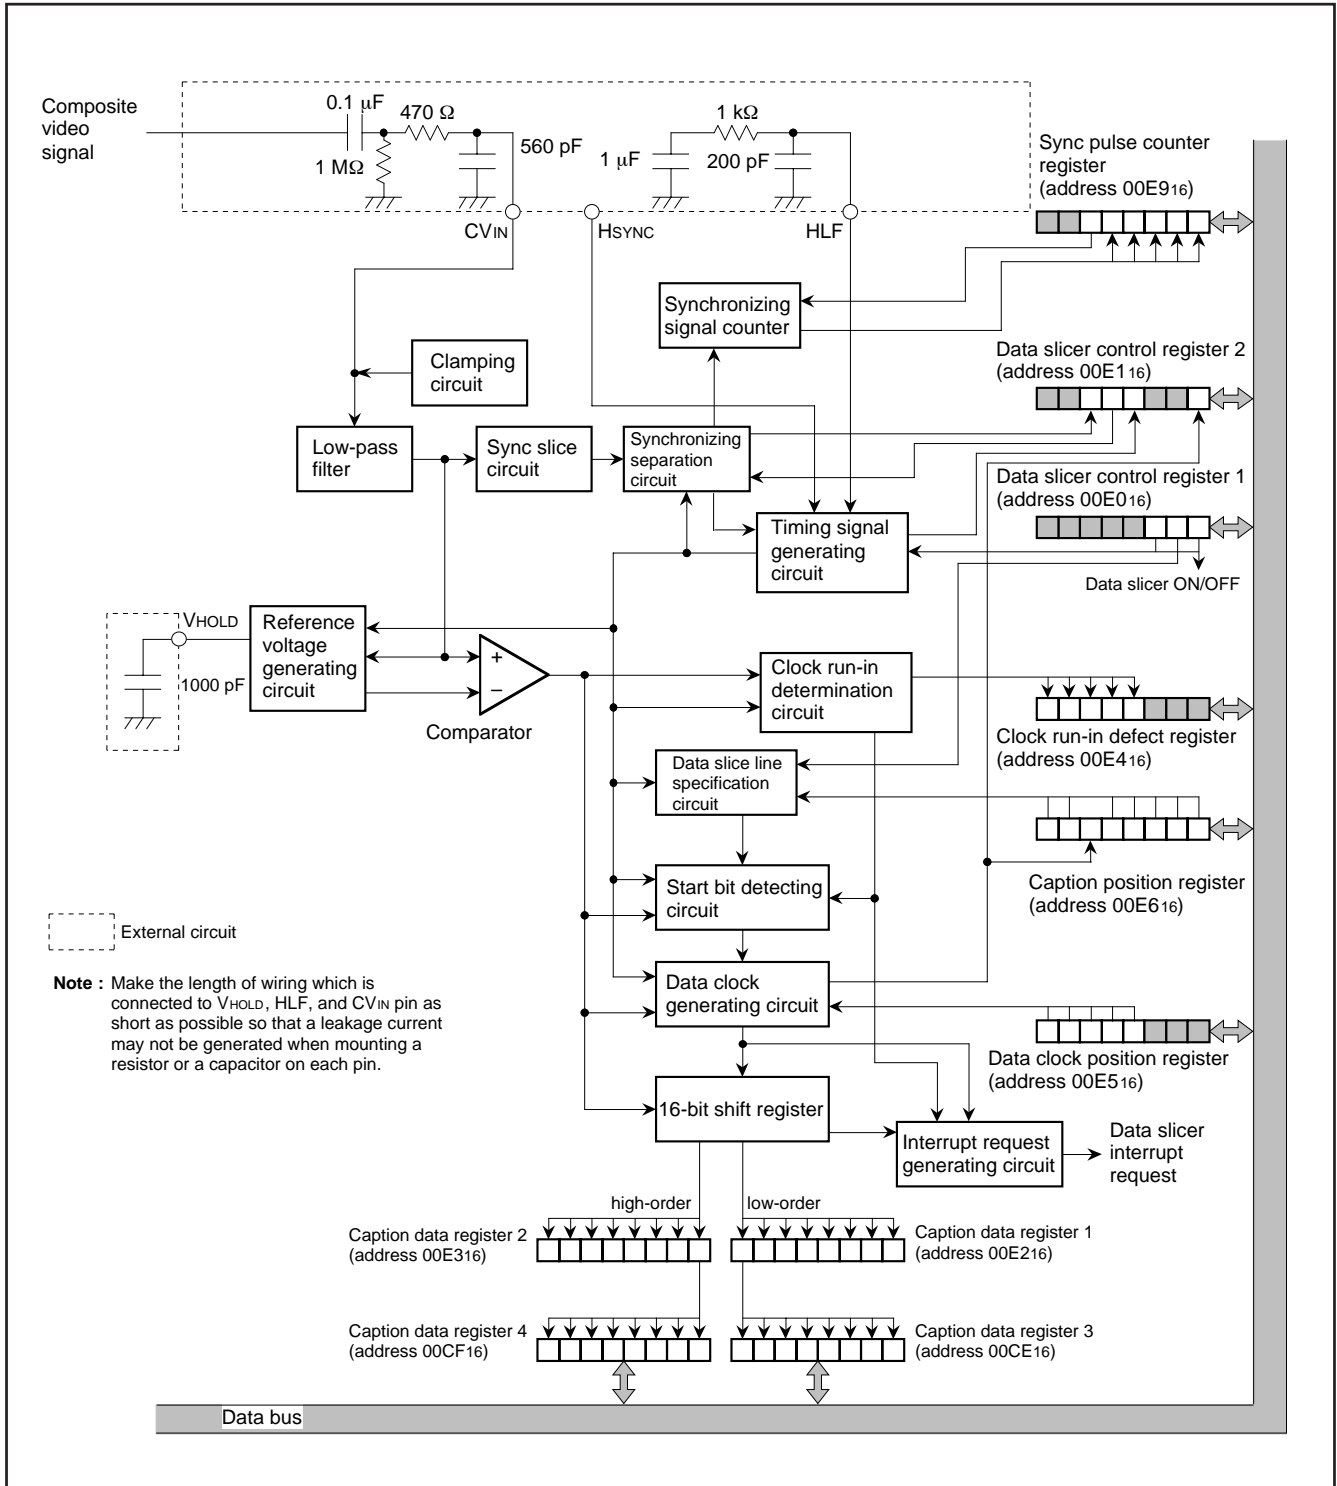 Composite
video
signal
0.1 μF
470 Ω
1 MΩ
560 pF
1 kΩ
1 μF
200 pF
CVIN
HSYNC
HLF
Sync pulse counter
register
(address 00E916)
Synchronizing
signal counter
Clamping
circuit
Data slicer control register 2
(address 00E116)
Low-pass
filter
Sync slice
circuit
Synchronizing
separation
circuit
Data slicer control register 1
(address 00E016)
Timing signal
generating
circuit
Data slicer ON/OFF
VHOLD
1000 pF
Reference
voltage
generating
circuit
+
−
Comparator
Clock run-in
determination
circuit
Clock run-in defect register
(address 00E416)
Data slice line
specification
circuit
Start bit detecting
circuit
Caption position register
(address 00E616)
External circuit
Note : Make the length of wiring which is
connected to VHOLD, HLF, and CVIN pin as
short as possible so that a leakage current
may not be generated when mounting a
resistor or a capacitor on each pin.
Data clock
generating circuit
Data clock position register
(address 00E516)
16-bit shift register
Interrupt request
generating circuit
Data slicer
interrupt
request
high-order
low-order
Caption data register 2
(address 00E316)
Caption data register 1
(address 00E216)
Caption data register 4
(address 00CF16)
Caption data register 3
(address 00CE16)
Data bus